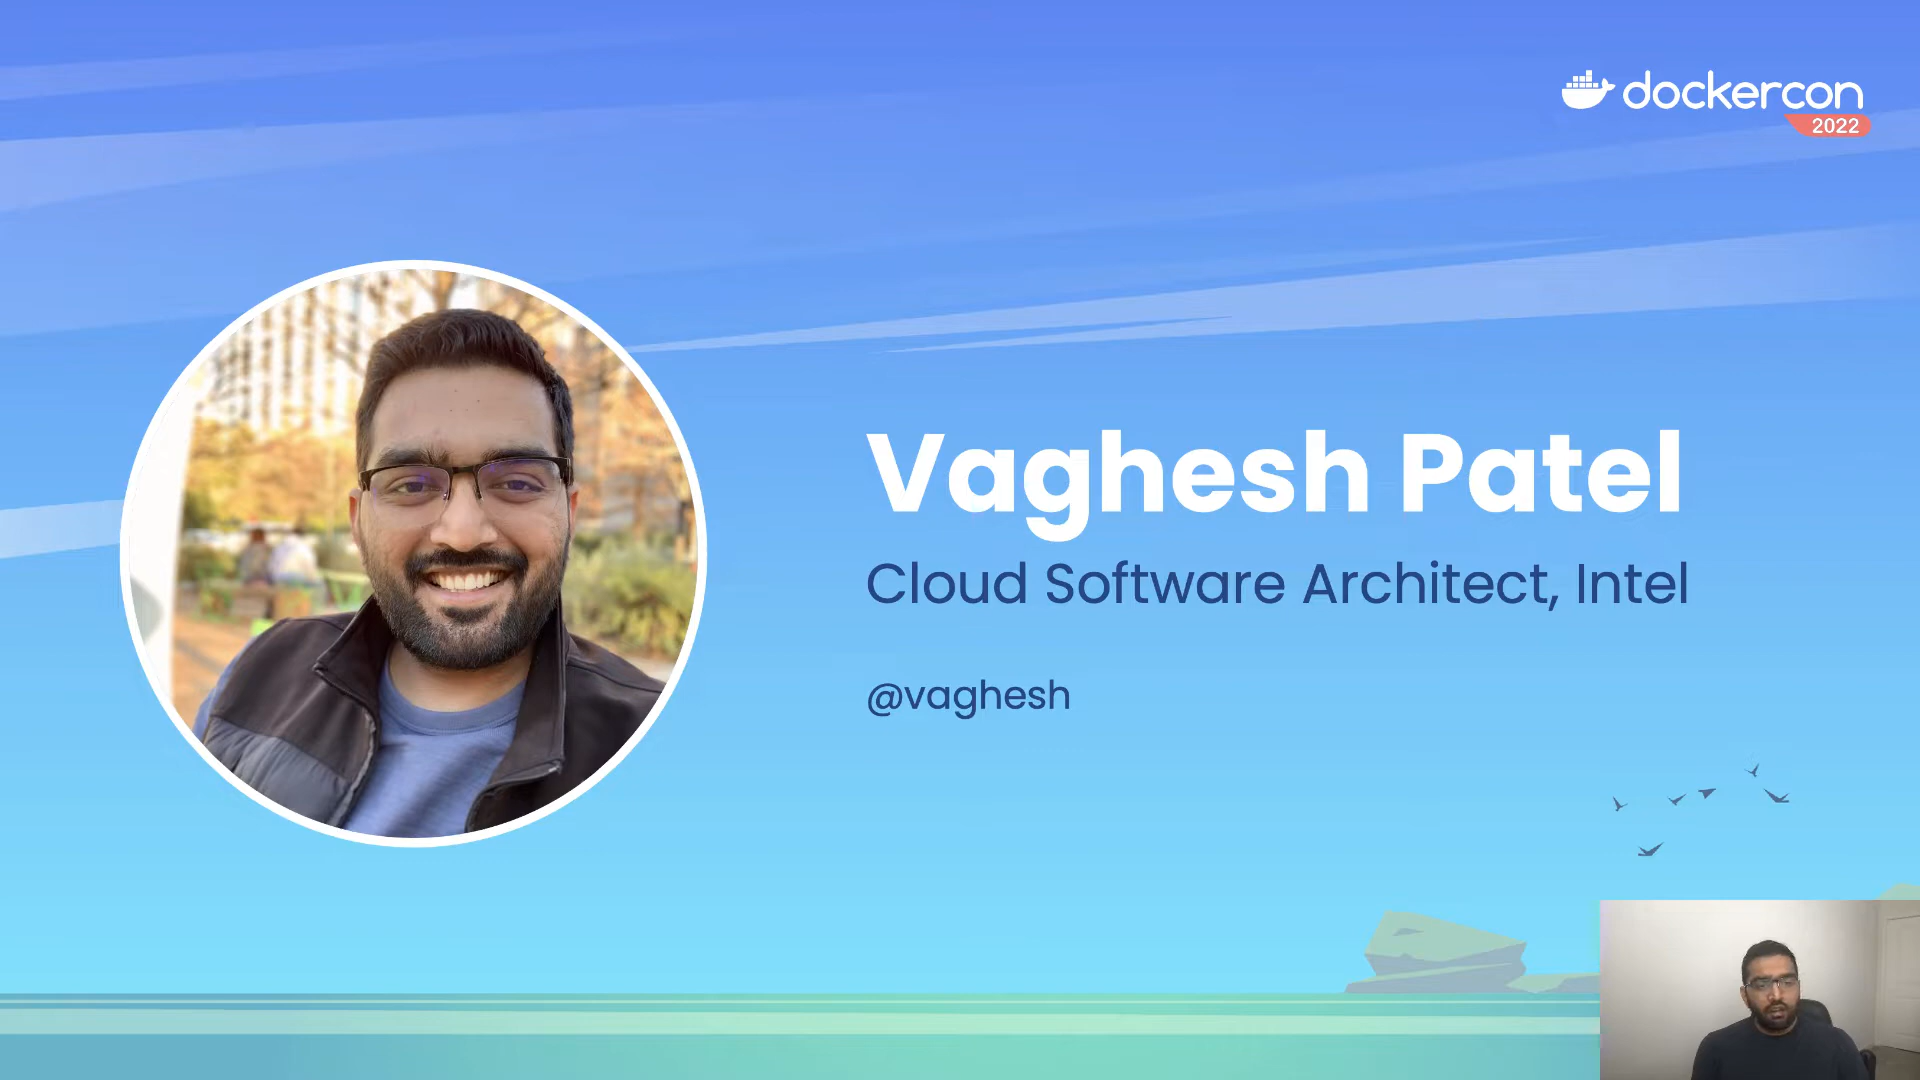 dockercon
2022
Vaghesh Patel
Cloud Software Architect, Intel
@vaghesh